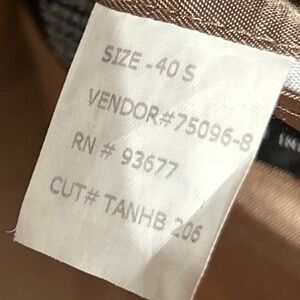 SIZE - 40 S
VENDOR#75096-8
RN # 93677
CUT# TANHB 206